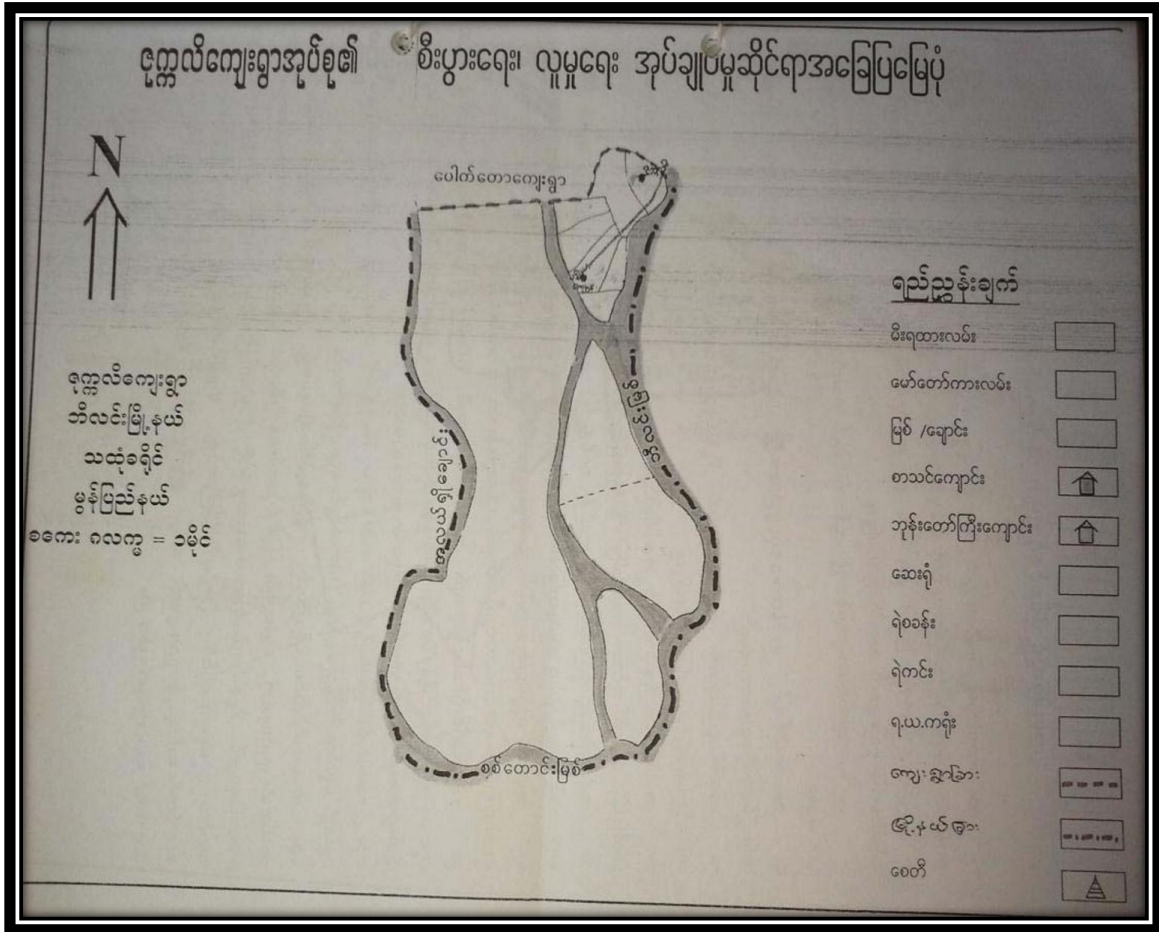 ဇုက္ကလိကျေးရွာအုပ်စု၏ စီးပွားရေး၊ လူမှုရေး အုပ်ချုပ်မှုဆိုင်ရာအခြေပြမြေပုံ
N
ပေါက်တောကျေးရွာ
ဇုက္ကလိကျေးရွာ
ဘီလင်းမြို့နယ်
သထုံခရိုင်
မွန်ပြည်နယ်
စကေး ၈လက္မ = ၁မိုင်
စစ်တောင်းမြစ်
ရည်ညွှန်းချက်
မီးရထားလမ်း
မော်တော်ကားလမ်း
မြစ် /ချောင်း
စာသင်ကျောင်း
ဘုန်းတော်ကြီးကျောင်း
ဆေးရုံ
ရဲစခန်း
ရဲကင်း
ရ.ယ.ကရုံး
ကျေးရွာခြား
မြို့နယ်ခြား
စေတီ